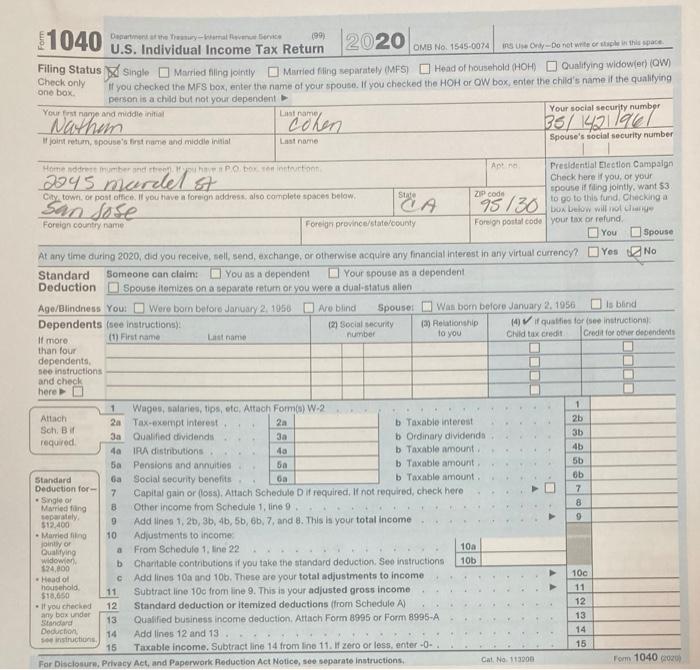 Form 1040 Department of the Treasury—Internal Revenue Service (99) U.S. Individual Income Tax Return 2020 OMB No. 1545-0074 IRS Use Only—Do not write or staple in this space.
Filing Status Single Married filing jointly Married filing separately (MFS) Head of household (HOH) Qualifying widow(er) (QW)
Check only one box. If you checked the MFS box, enter the name of your spouse. If you checked the HOH or QW box, enter the child's name if the qualifying
person is a child but not your dependent ▶
Your first name and middle initial Last name Your social security number
Nathem Cohen 351 42 1961
If joint return, spouse's first name and middle initial Last name Spouse's social security number
Home address (number and street). If you have a P.O. box, see instructions. Apt. no.
2245 mardel st
City, town, or post office. If you have a foreign address, also complete spaces below. State ZIP code
San Jose CA 95130
Foreign country name Foreign province/state/county Foreign postal code
Presidential Election Campaign
Check here if you, or your
spouse if filing jointly, want $3
to go to this fund. Checking a
box below will not change
your tax or refund.
You Spouse
At any time during 2020, did you receive, sell, send, exchange, or otherwise acquire any financial interest in any virtual currency? Yes No
Standard Deduction Someone can claim: You as a dependent Your spouse as a dependent
Spouse itemizes on a separate return or you were a dual-status alien
Age/Blindness You: Were born before January 2, 1956 Are blind Spouse: Was born before January 2, 1956 Is blind
Dependents (see instructions): (2) Social security number (3) Relationship to you (4) ✓ if qualifies for (see instructions):
(1) First name Last name Child tax credit Credit for other dependents
If more
than four
dependents,
see instructions
and check
here ▶
Attach
Sch. B if
required.
1 Wages, salaries, tips, etc. Attach Form(s) W-2 1
2a Tax-exempt interest 2a b Taxable interest 2b
3a Qualified dividends 3a b Ordinary dividends 3b
4a IRA distributions 4a b Taxable amount 4b
5a Pensions and annuities 5a b Taxable amount 5b
6a Social security benefits 6a b Taxable amount 6b
7 Capital gain or (loss). Attach Schedule D if required. If not required, check here ▶ 7
8 Other income from Schedule 1, line 9 8
9 Add lines 1, 2b, 3b, 4b, 5b, 6b, 7, and 8. This is your total income ▶ 9
10 Adjustments to income:
a From Schedule 1, line 22 10a
b Charitable contributions if you take the standard deduction. See instructions 10b
c Add lines 10a and 10b. These are your total adjustments to income ▶ 10c
11 Subtract line 10c from line 9. This is your adjusted gross income ▶ 11
12 Standard deduction or itemized deductions (from Schedule A) 12
13 Qualified business income deduction. Attach Form 8995 or Form 8995-A 13
14 Add lines 12 and 13 14
15 Taxable income. Subtract line 14 from line 11. If zero or less, enter -0- 15
Standard
Deduction for—
• Single or
Married filing
separately,
$12,400
• Married filing
jointly or
Qualifying
widow(er),
$24,800
• Head of
household,
$18,650
• If you checked
any box under
Standard
Deduction,
see instructions.
For Disclosure, Privacy Act, and Paperwork Reduction Act Notice, see separate instructions. Cat. No. 11320B Form 1040 (2020)